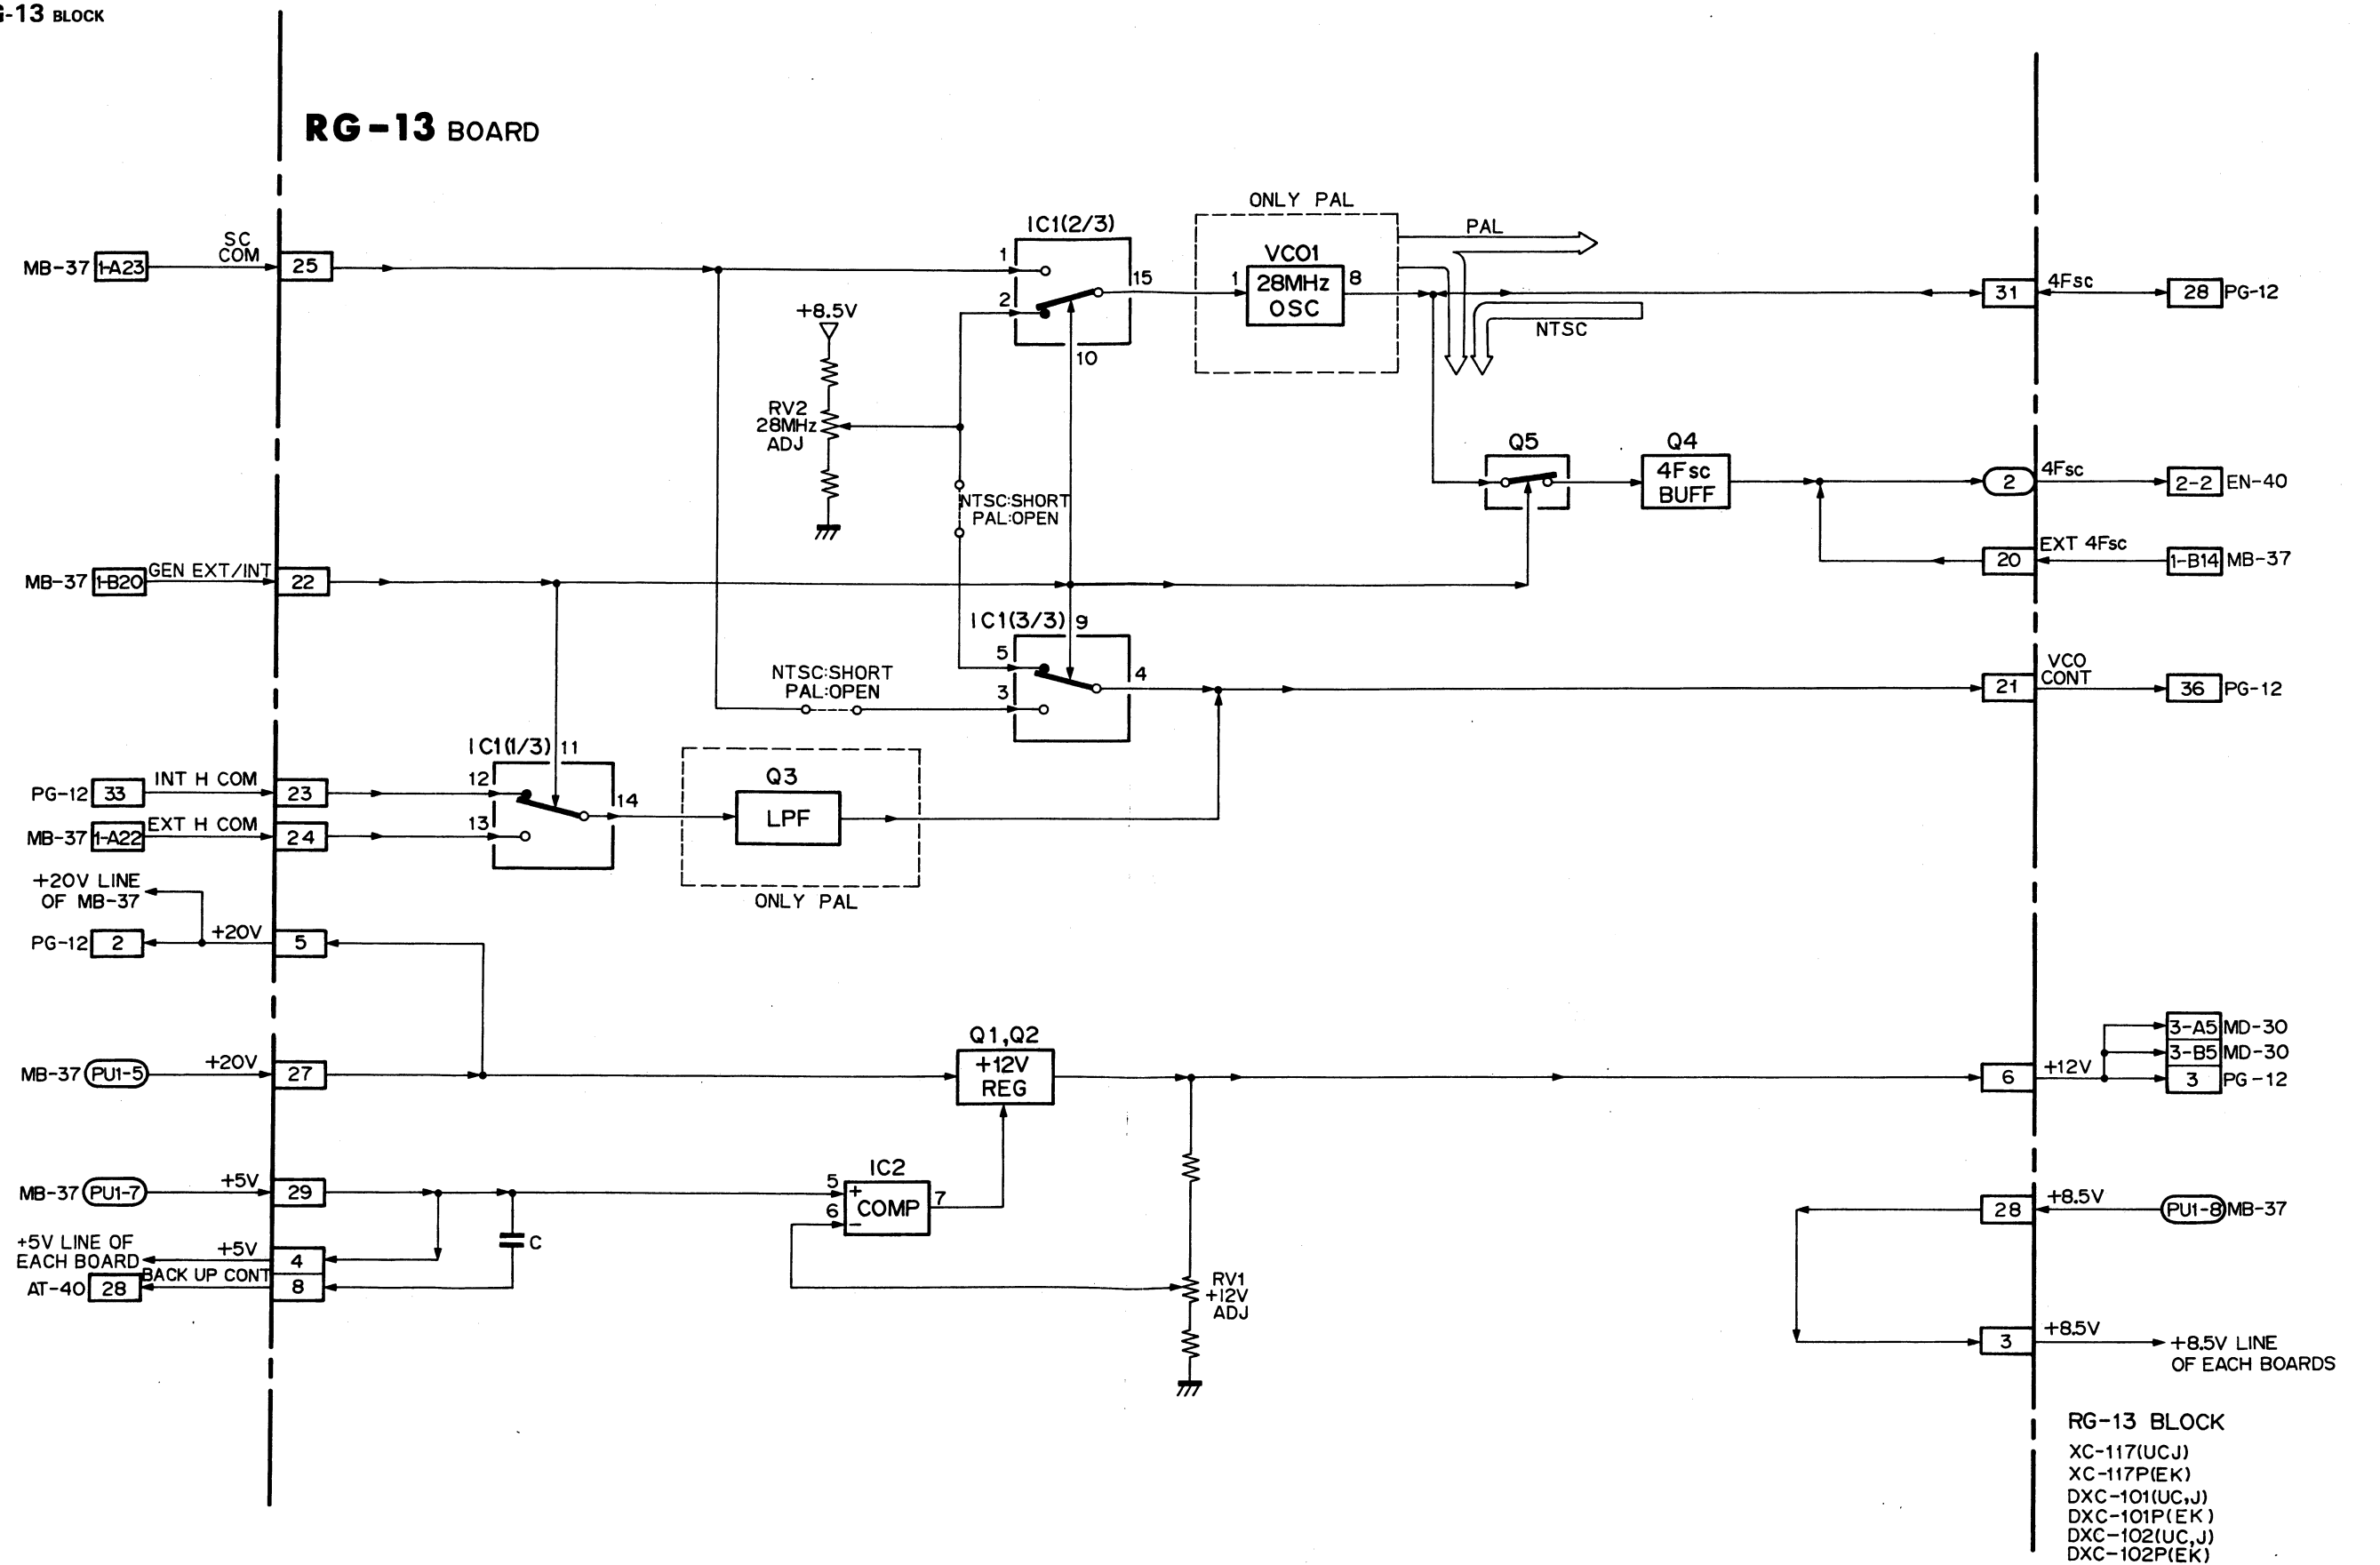 G-13 BLOCK
RG-13 BOARD
ONLY PAL
IC1(2/3)
PAL
SC
COM
MB-37 1-A23
25
1
2
15
10
VCO1
1
28MHz
OSC
8
NTSC
31
4Fsc
28 PG-12
+8.5V
RV2
28MHz
ADJ
NTSC:SHORT
PAL:OPEN
Q5
Q4
4Fsc
BUFF
2
4Fsc
2-2 EN-40
20
EXT 4Fsc
1-B14 MB-37
MB-37 1-B20
GEN EXT/INT
22
IC1(3/3) 9
5
3
4
NTSC:SHORT
PAL:OPEN
21
VCO
CONT
36 PG-12
IC1(1/3) 11
PG-12 33
INT H COM
23
12
14
MB-37 1-A22
EXT H COM
24
13
Q3
LPF
ONLY PAL
+20V LINE
OF MB-37
PG-12 2
+20V
5
MB-37 PU1-5
+20V
27
Q1,Q2
+12V
REG
6
+12V
3-A5 MD-30
3-B5 MD-30
3 PG-12
MB-37 PU1-7
+5V
29
IC2
5
6
+
−
COMP
7
C
+5V LINE OF
EACH BOARD
+5V
4
AT-40 28
BACK UP CONT
8
RV1
+12V
ADJ
28
+8.5V
PU1-8 MB-37
3
+8.5V
+8.5V LINE
OF EACH BOARDS
RG-13 BLOCK
XC-117(UCJ)
XC-117P(EK)
DXC-101(UC,J)
DXC-101P(EK)
DXC-102(UC,J)
DXC-102P(EK)